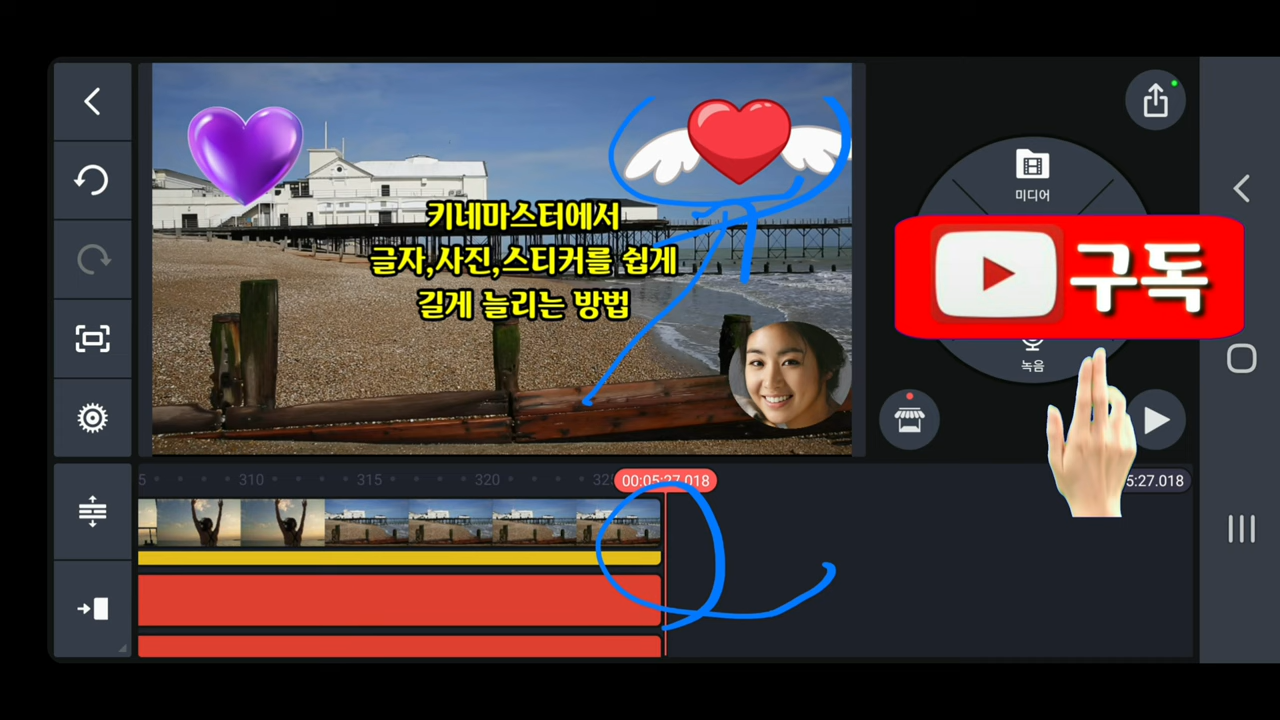 미디어
키네마스터에서
글자,사진,스티커를 쉽게
길게 늘리는 방법
구독
녹음
310
315
320
00:05:27.018
5:27.018